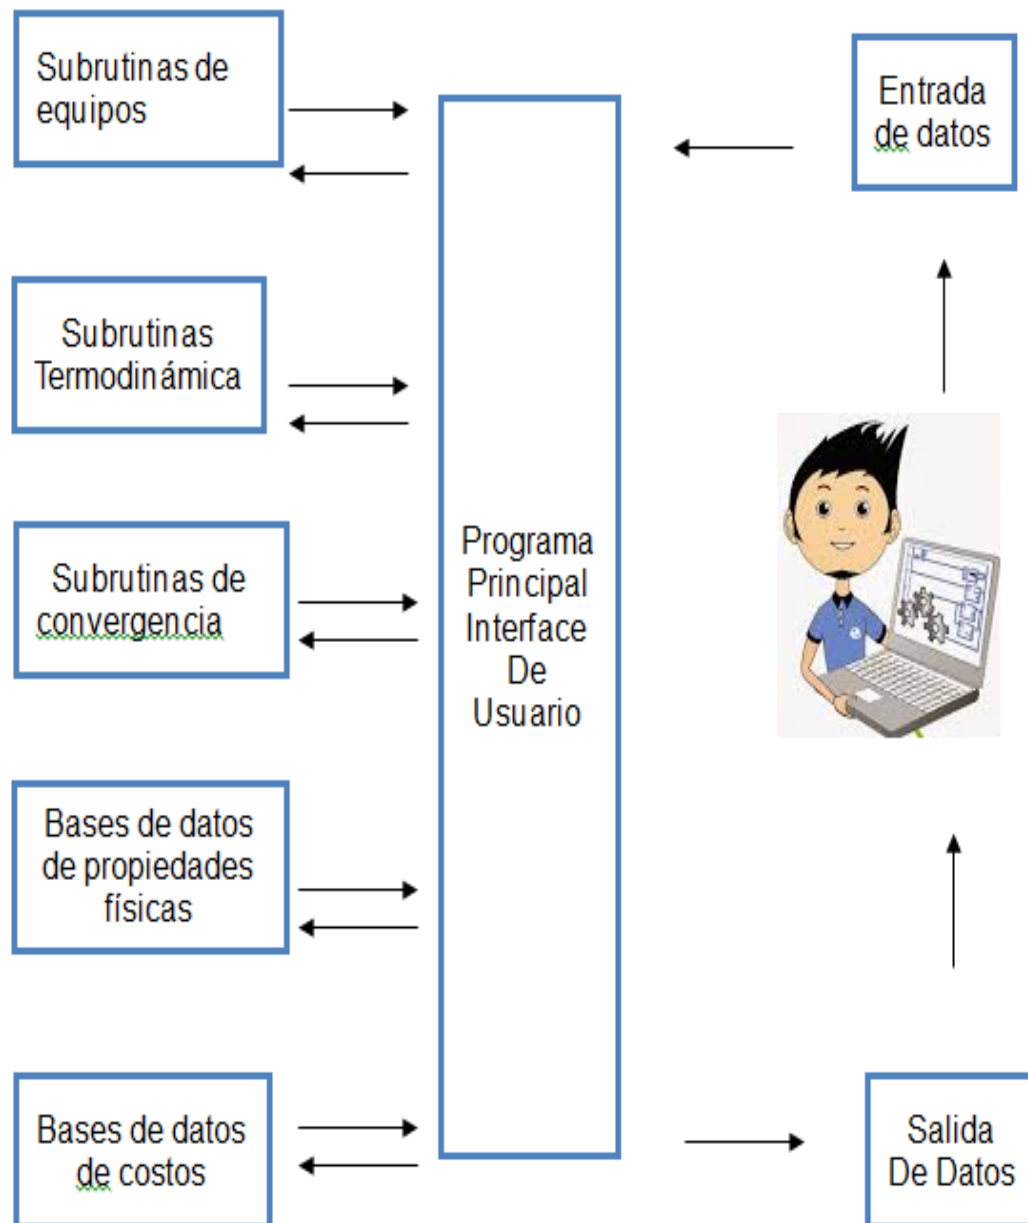 Subrutinas de
equipos
Entrada
de datos
Subrutinas
Termodinámica
Subrutinas de
convergencia
Programa
Principal
Interface
De
Usuario
Bases de datos
de propiedades
físicas
Bases de datos
de costos
Salida
De Datos